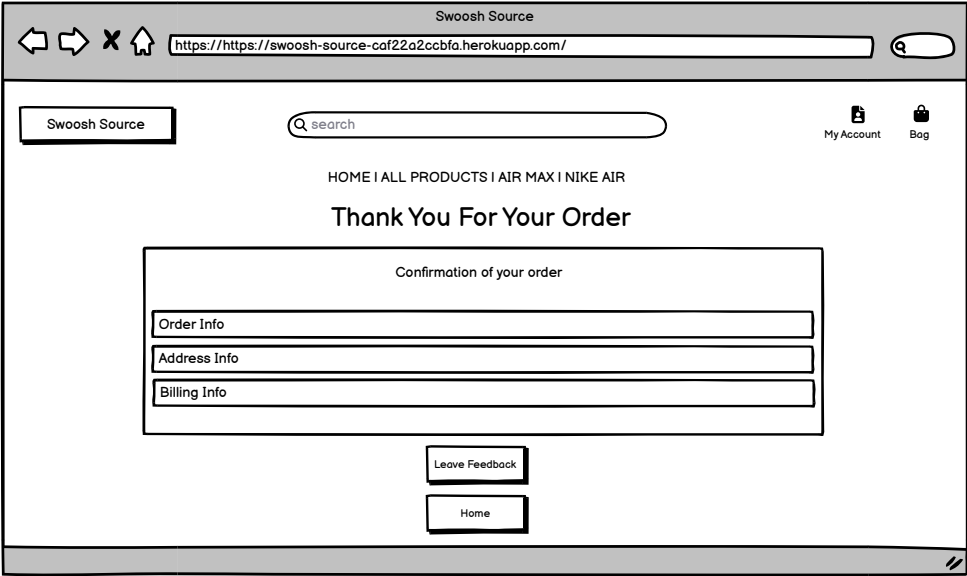 Swoosh Source
https://https://swoosh-source-caf22a2ccbfa.herokuapp.com/
Swoosh Source
search
My Account
Bag
HOME I ALL PRODUCTS I AIR MAX I NIKE AIR
Thank You For Your Order
Confirmation of your order
Order Info
Address Info
Billing Info
Leave Feedback
Home